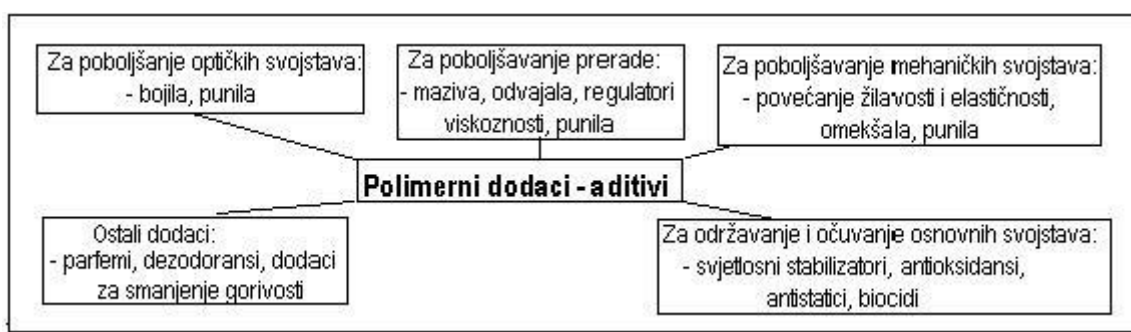 Za poboljšanje optičkih svojstava:
- bojila, punila
Za poboljšavanje prerade:
- maziva, odvajala, regulatori
viskoznosti, punila
Za poboljšavanje mehaničkih svojstava:
- povećanje žilavosti i elastičnosti,
omekšala, punila
Polimerni dodaci - aditivi
Ostali dodaci:
- parfemi, dezodoransi, dodaci
za smanjenje gorivosti
Za održavanje i očuvanje osnovnih svojstava:
- svjetlosni stabilizatori, antioksidansi,
antistatici, biocidi